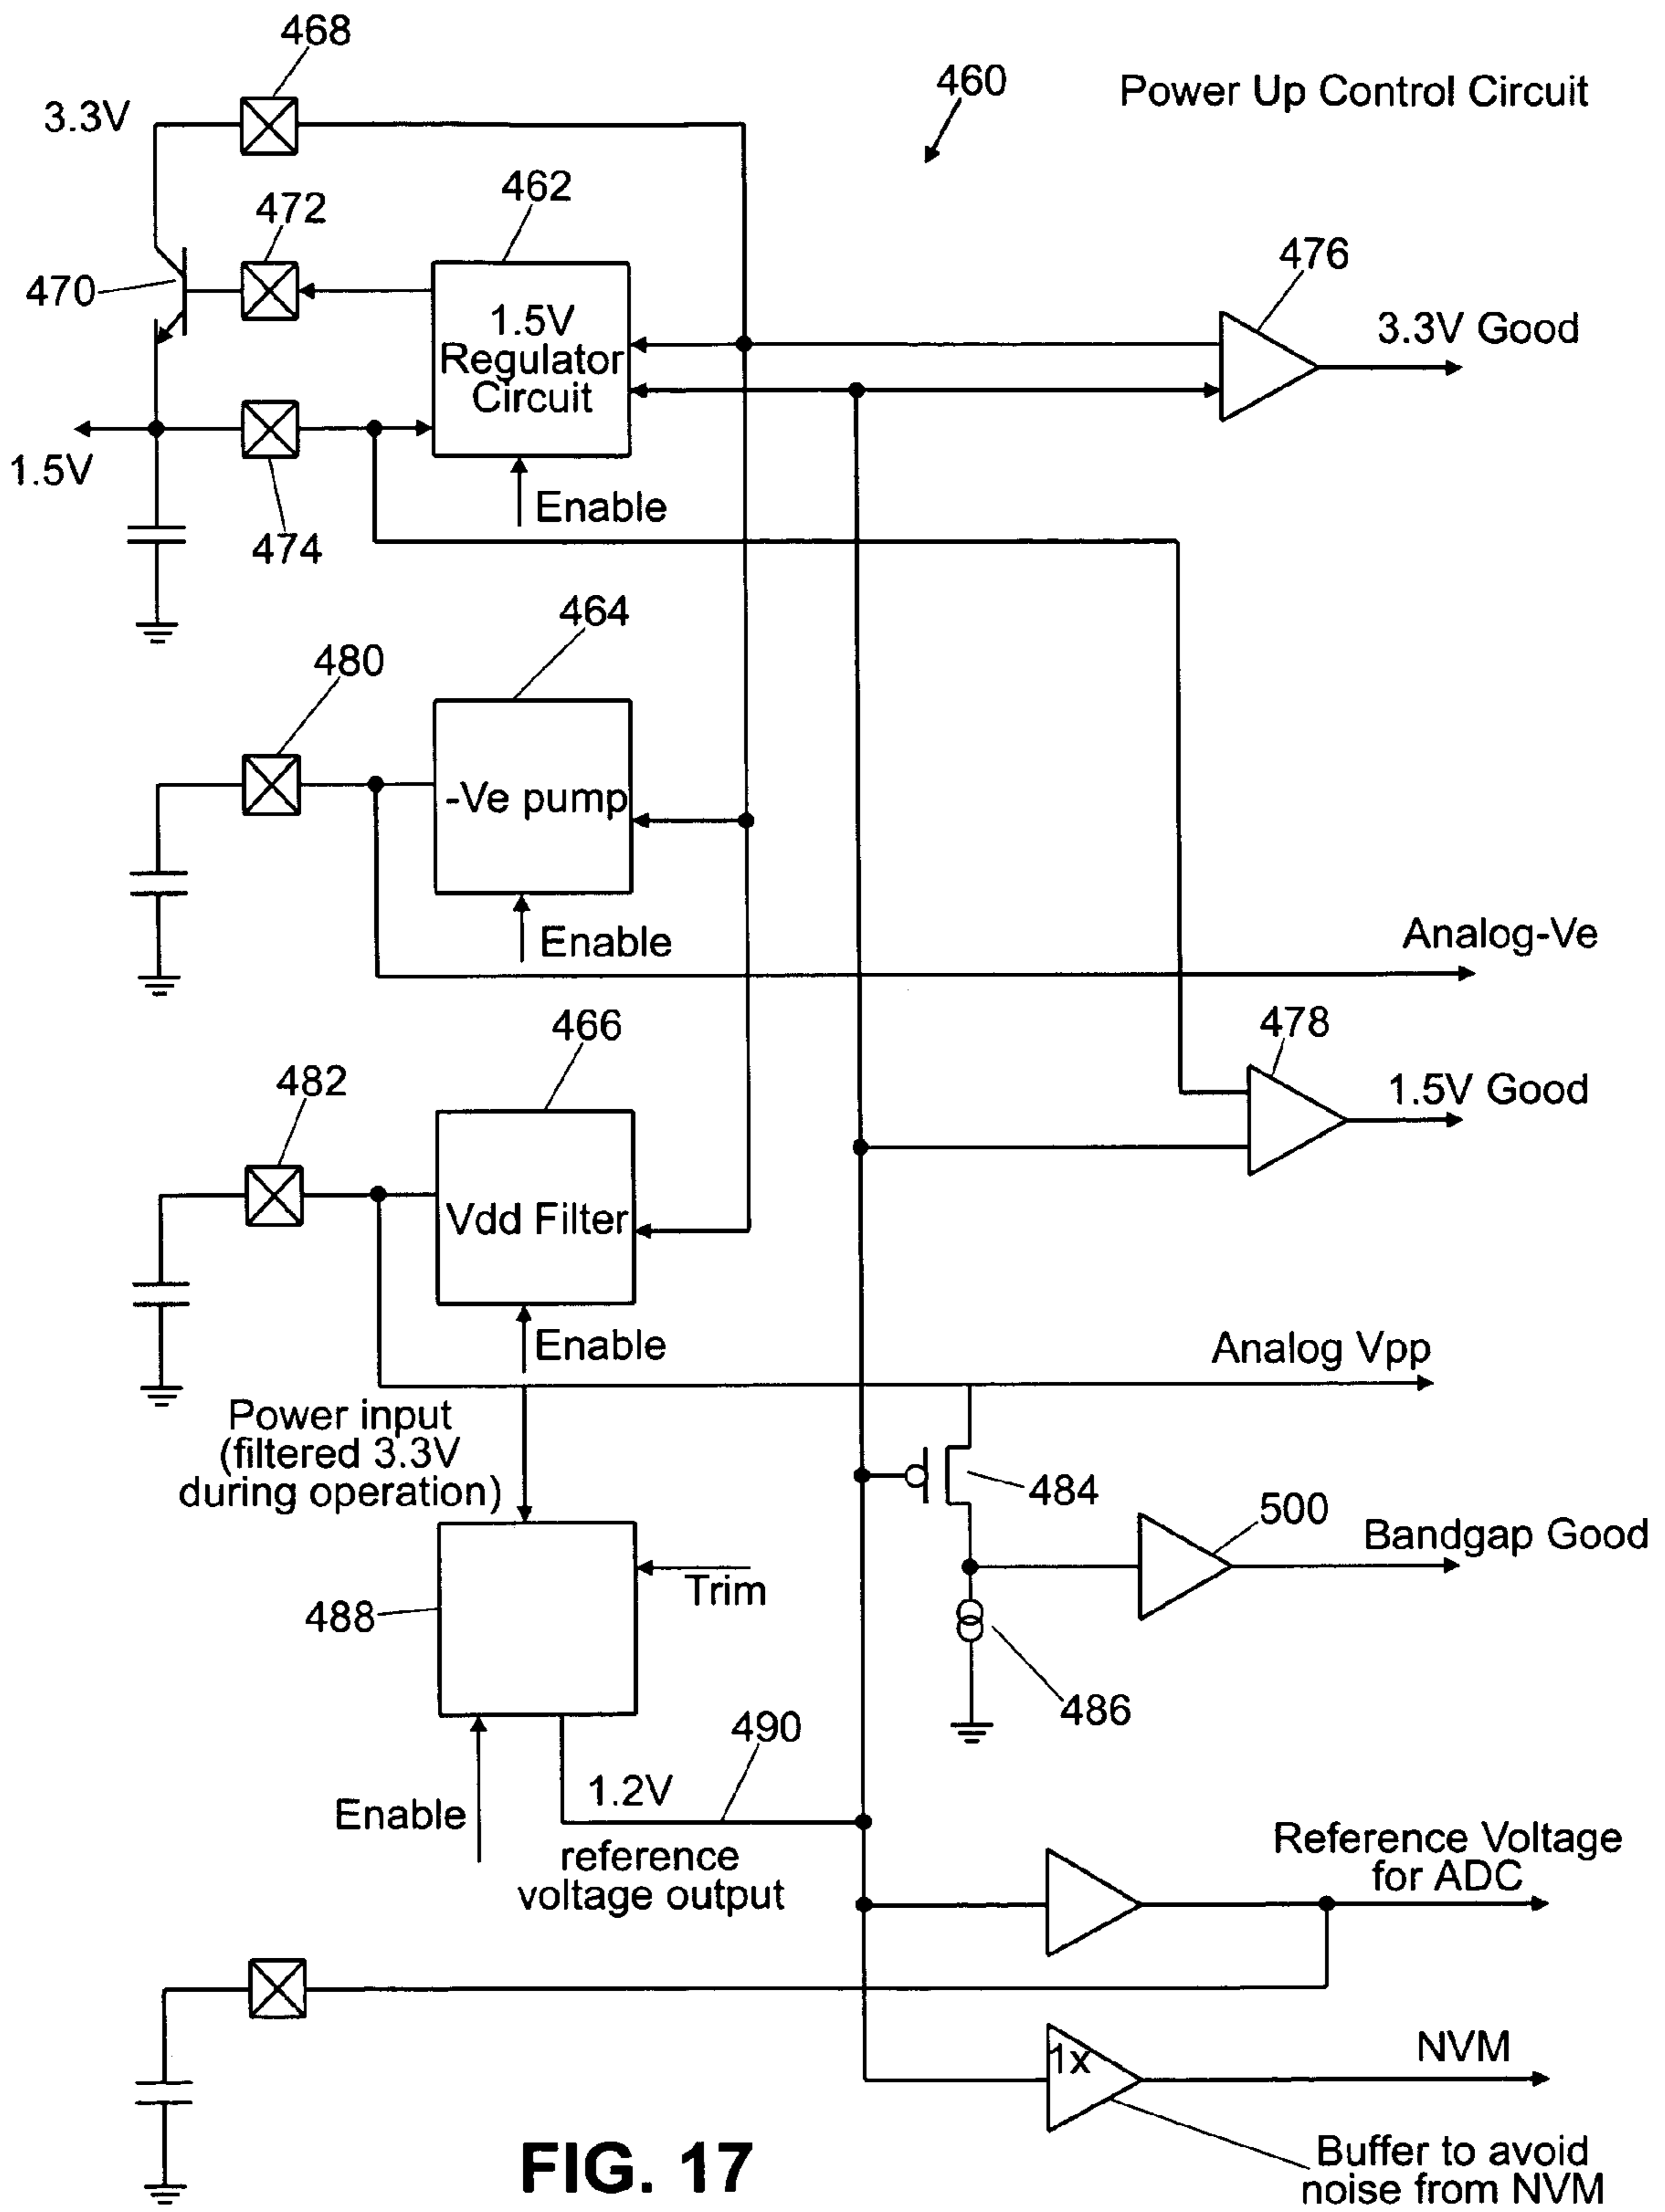 468
460
Power Up Control Circuit
3.3V
462
472
476
470
1.5V
Regulator
Circuit
3.3V Good
1.5V
Enable
474
464
480
-Ve pump
Enable
Analog-Ve
466
478
482
1.5V Good
Vdd Filter
Enable
Analog Vpp
Power input
(filtered 3.3V
during operation)
484
500
Bandgap Good
Trim
488
486
490
1.2V
Enable
reference
voltage output
Reference Voltage
for ADC
1x
NVM
Buffer to avoid
noise from NVM
FIG. 17